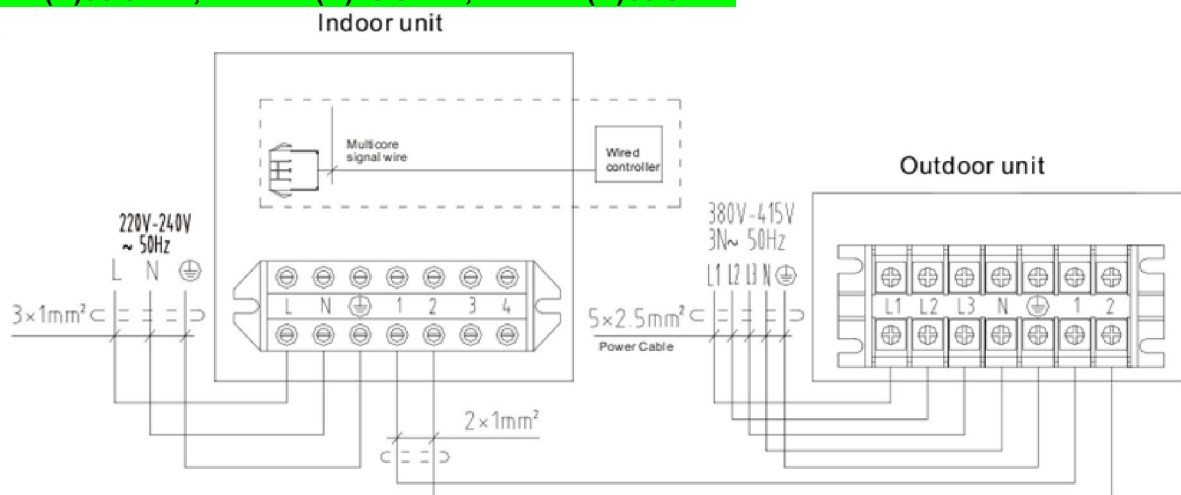 Indoor unit
Multicore
signal wire
Wired
controller
Outdoor unit
220V-240V
~ 50Hz
L N
3×1mm²
L N 1 2 3 4
2×1mm²
380V-415V
3N~ 50Hz
L1 L2 L3 N
5×2.5mm²
Power Cable
L1 L2 L3 N 1 2